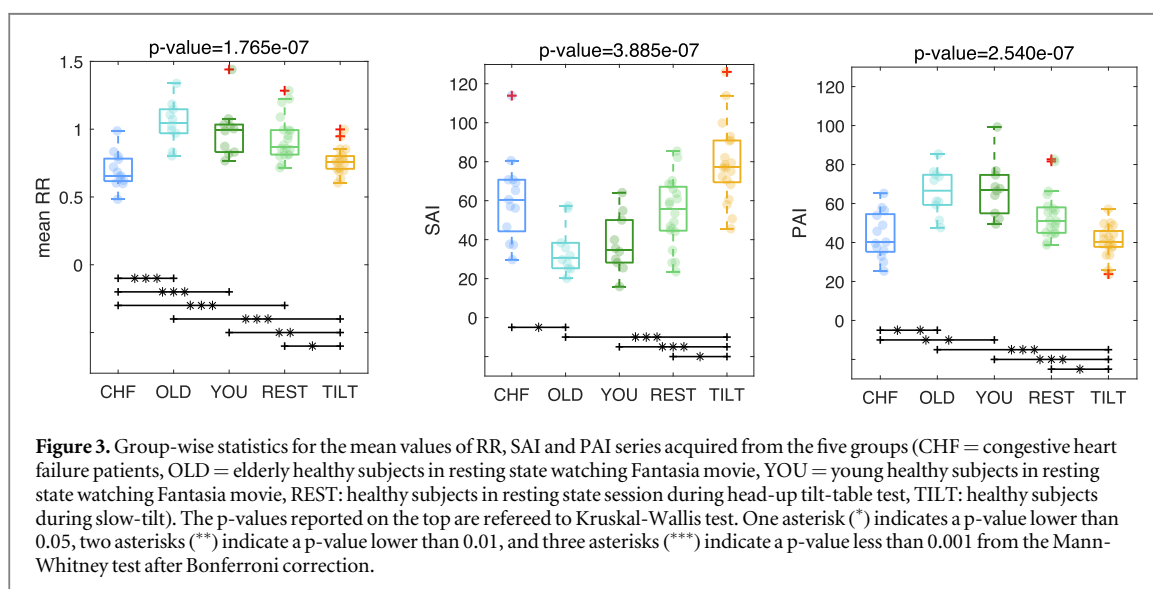 p-value=1.765e-07
p-value=3.885e-07
p-value=2.540e-07
mean RR
1.5
1
0.5
0
CHF OLD YOU REST TILT
SAI
120
100
80
60
40
20
0
CHF OLD YOU REST TILT
PAI
120
100
80
60
40
20
0
CHF OLD YOU REST TILT
Figure 3. Group-wise statistics for the mean values of RR, SAI and PAI series acquired from the five groups (CHF = congestive heart
failure patients, OLD = elderly healthy subjects in resting state watching Fantasia movie, YOU = young healthy subjects in resting
state watching Fantasia movie, REST: healthy subjects in resting state session during head-up tilt-table test, TILT: healthy subjects
during slow-tilt). The p-values reported on the top are refereed to Kruskal-Wallis test. One asterisk (*) indicates a p-value lower than
0.05, two asterisks (**) indicate a p-value lower than 0.01, and three asterisks (***) indicate a p-value less than 0.001 from the Mann-
Whitney test after Bonferroni correction.